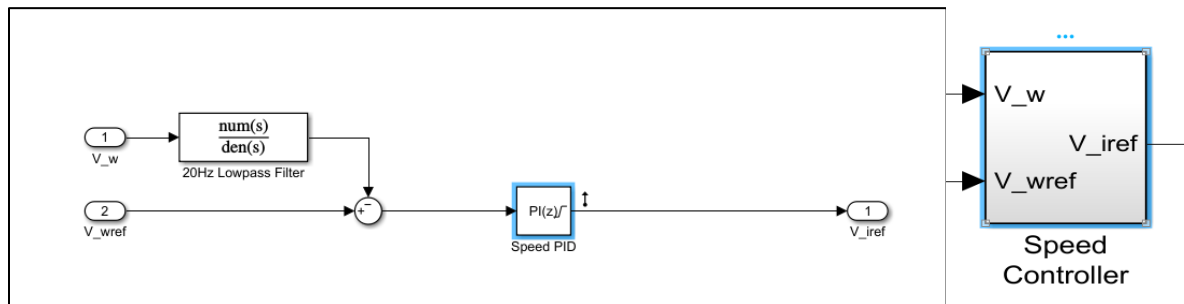 1
V_w
num(s)
den(s)
20Hz Lowpass Filter
2
V_wref
+
−
PI(z)
Speed PID
1
V_iref
...
V_w
V_iref
V_wref
Speed
Controller